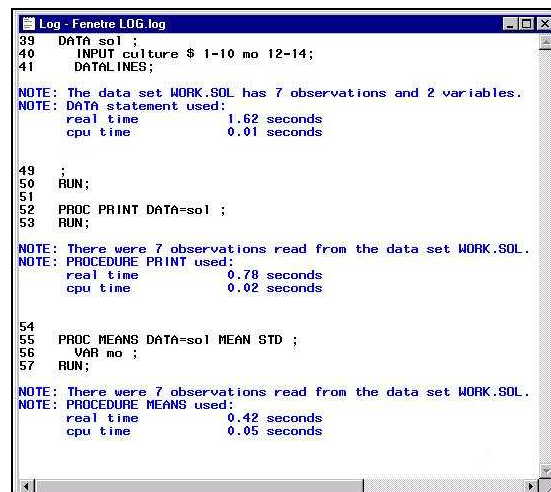 Log - Fenetre LOG.log
39 DATA sol ;
40 INPUT culture $ 1-10 mo 12-14;
41 DATALINES;
NOTE: The data set WORK.SOL has 7 observations and 2 variables.
NOTE: DATA statement used:
real time 1.62 seconds
cpu time 0.01 seconds
49 ;
50 RUN;
51
52 PROC PRINT DATA=sol ;
53 RUN;
NOTE: There were 7 observations read from the data set WORK.SOL.
NOTE: PROCEDURE PRINT used:
real time 0.78 seconds
cpu time 0.02 seconds
54
55 PROC MEANS DATA=sol MEAN STD ;
56 VAR mo ;
57 RUN;
NOTE: There were 7 observations read from the data set WORK.SOL.
NOTE: PROCEDURE MEANS used:
real time 0.42 seconds
cpu time 0.05 seconds